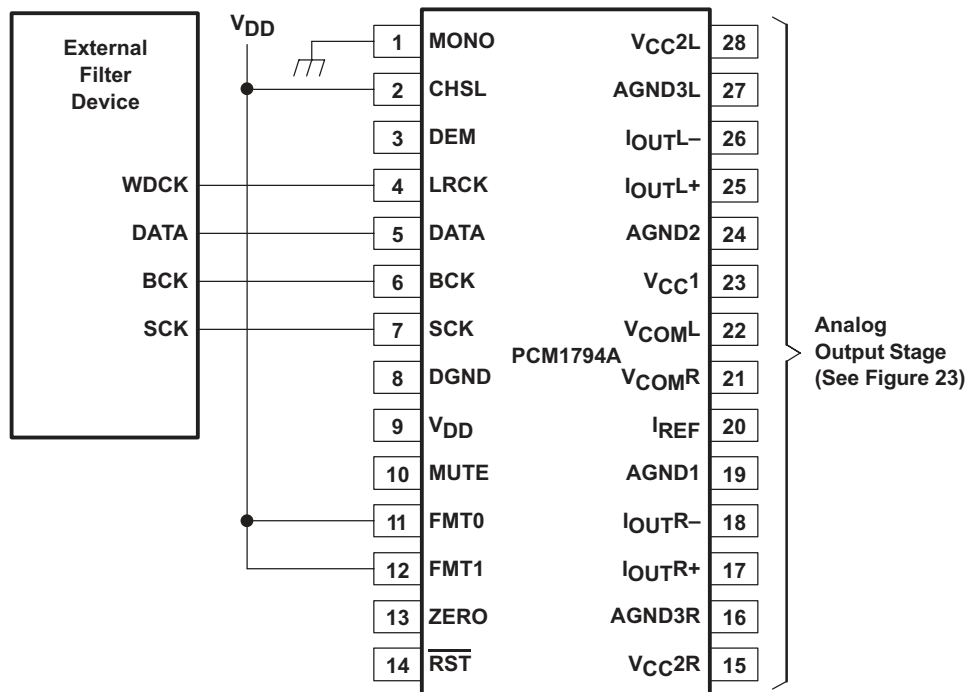 External
Filter
Device
WDCK
DATA
BCK
SCK
VDD
1 MONO
2 CHSL
3 DEM
4 LRCK
5 DATA
6 BCK
7 SCK
8 DGND
9 VDD
10 MUTE
11 FMT0
12 FMT1
13 ZERO
14 RST
PCM1794A
VCC2L 28
AGND3L 27
IOUTL– 26
IOUTL+ 25
AGND2 24
VCC1 23
VCOML 22
VCOMR 21
IREF 20
AGND1 19
IOUTR– 18
IOUTR+ 17
AGND3R 16
VCC2R 15
Analog
Output Stage
(See Figure 23)